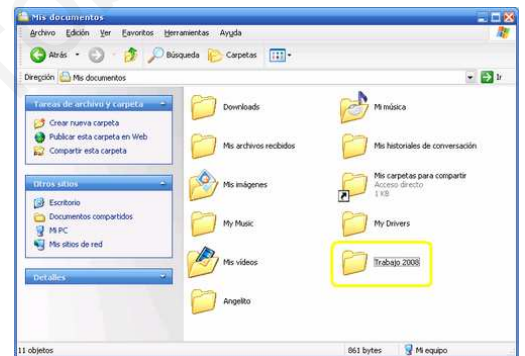 Mis documentos
Archivo Edición Ver Favoritos Herramientas Ayuda
Atrás Búsqueda Carpetas
Dirección Mis documentos Ir
Tareas de archivo y carpeta
Crear nueva carpeta
Publicar esta carpeta en Web
Compartir esta carpeta
Otros sitios
Escritorio
Documentos compartidos
Mi PC
Mis sitios de red
Detalles
Downloads
Mi música
Mis archivos recibidos
Mis historiales de conversación
Mis imágenes
Mis carpetas para compartir
Acceso directo
1 KB
My Music
My Drivers
Mis vídeos
Trabajo 2008
Angelito
11 objetos 861 bytes Mi equipo